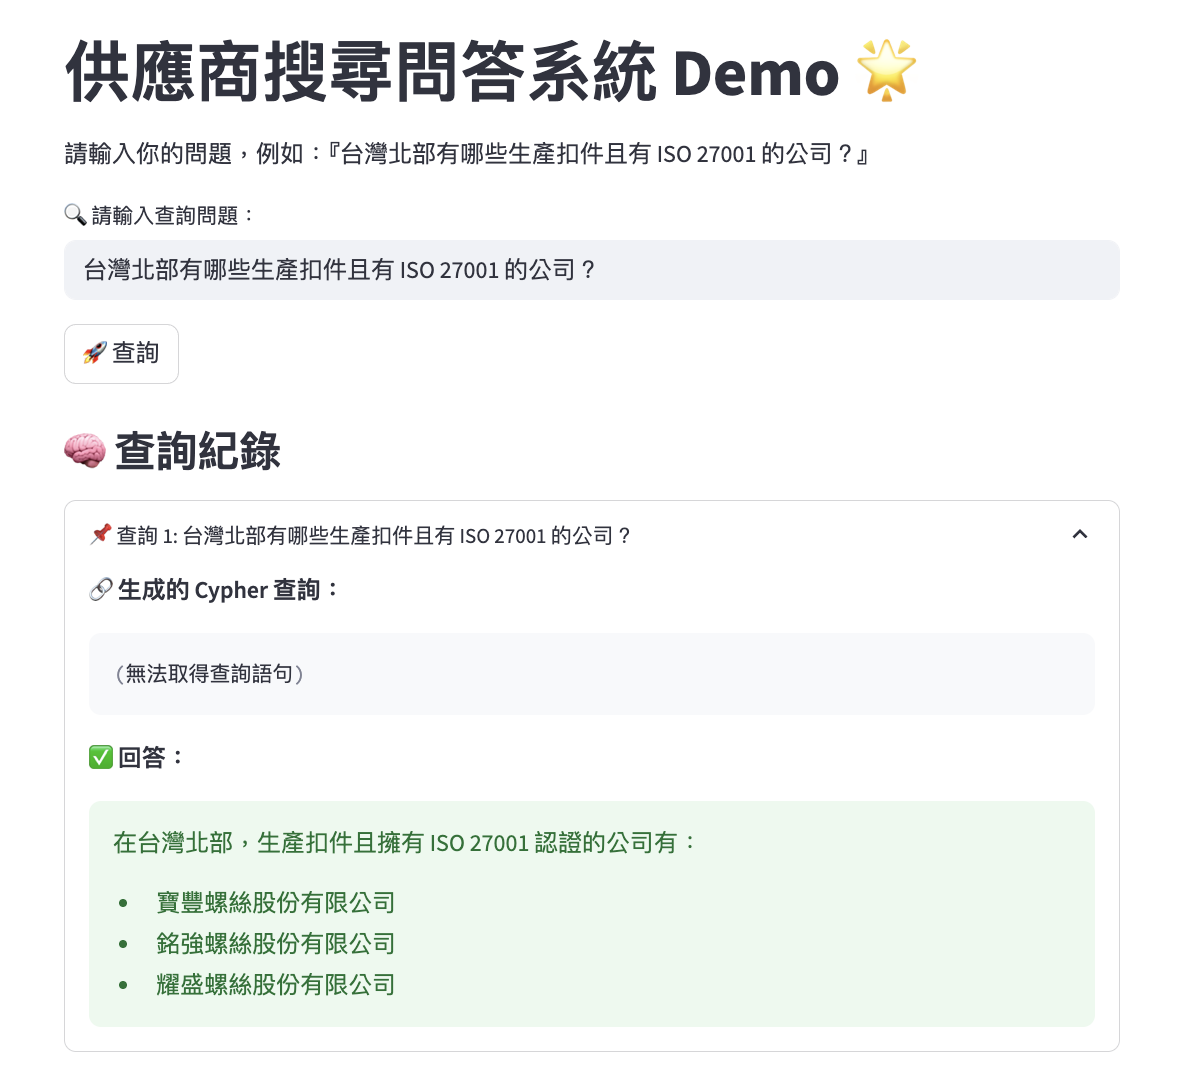 供應商搜尋問答系統 Demo 🌟
請輸入你的問題，例如：『台灣北部有哪些生產扣件且有 ISO 27001 的公司？』
🔍 請輸入查詢問題：
台灣北部有哪些生產扣件且有 ISO 27001 的公司？
🚀 查詢
🧠 查詢紀錄
📌 查詢 1: 台灣北部有哪些生產扣件且有 ISO 27001 的公司？
🔗 生成的 Cypher 查詢：
（無法取得查詢語句）
✅ 回答：
在台灣北部，生產扣件且擁有 ISO 27001 認證的公司有：
• 寶豐螺絲股份有限公司
• 銘強螺絲股份有限公司
• 耀盛螺絲股份有限公司